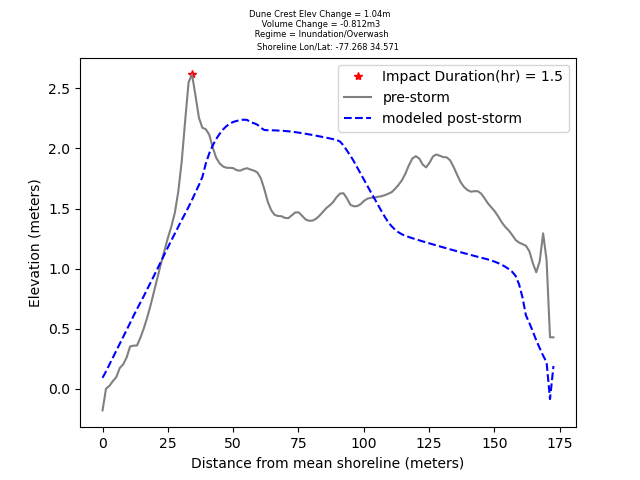 Dune Crest Elev Change = 1.04m
Volume Change = -0.812m3
Regime = Inundation/Overwash
Shoreline Lon/Lat: -77.268 34.571
Impact Duration(hr) = 1.5
pre-storm
modeled post-storm
Elevation (meters)
2.5
2.0
1.5
1.0
0.5
0.0
0 25 50 75 100 125 150 175
Distance from mean shoreline (meters)